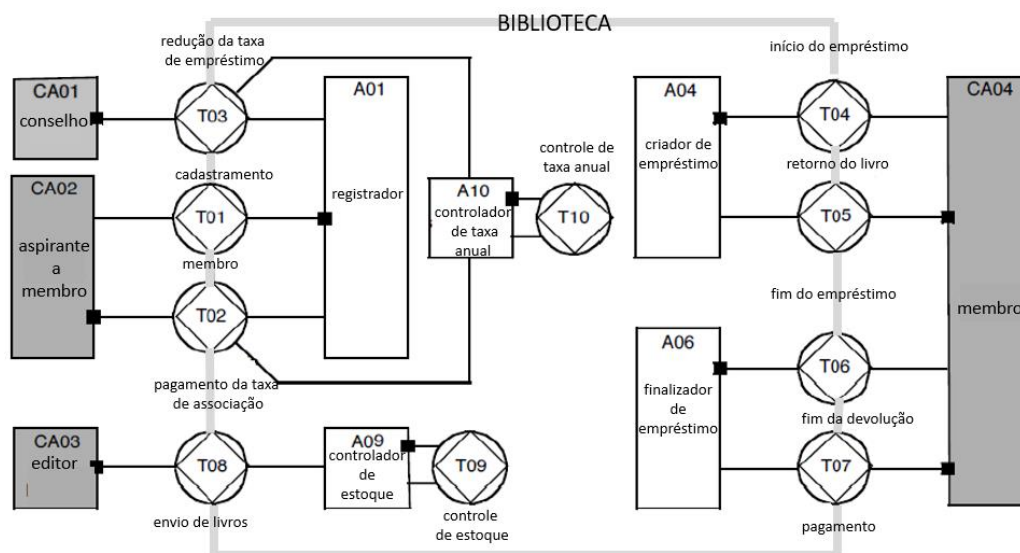 BIBLIOTECA
redução da taxa
de empréstimo
início do empréstimo
CA01
conselho
T03
A01
registrador
A04
criador
de empréstimo
T04
CA04
membro
cadastramento
controle de
taxa anual
retorno do livro
CA02
aspirante
a
membro
T01
A10
controlador
de taxa
anual
T10
T05
membro
T02
fim do empréstimo
pagamento da taxa
de associação
A06
finalizador
de
empréstimo
T06
fim da devolução
CA03
editor
T08
A09
controlador
de
estoque
T09
T07
envio de livros
controle
de estoque
pagamento